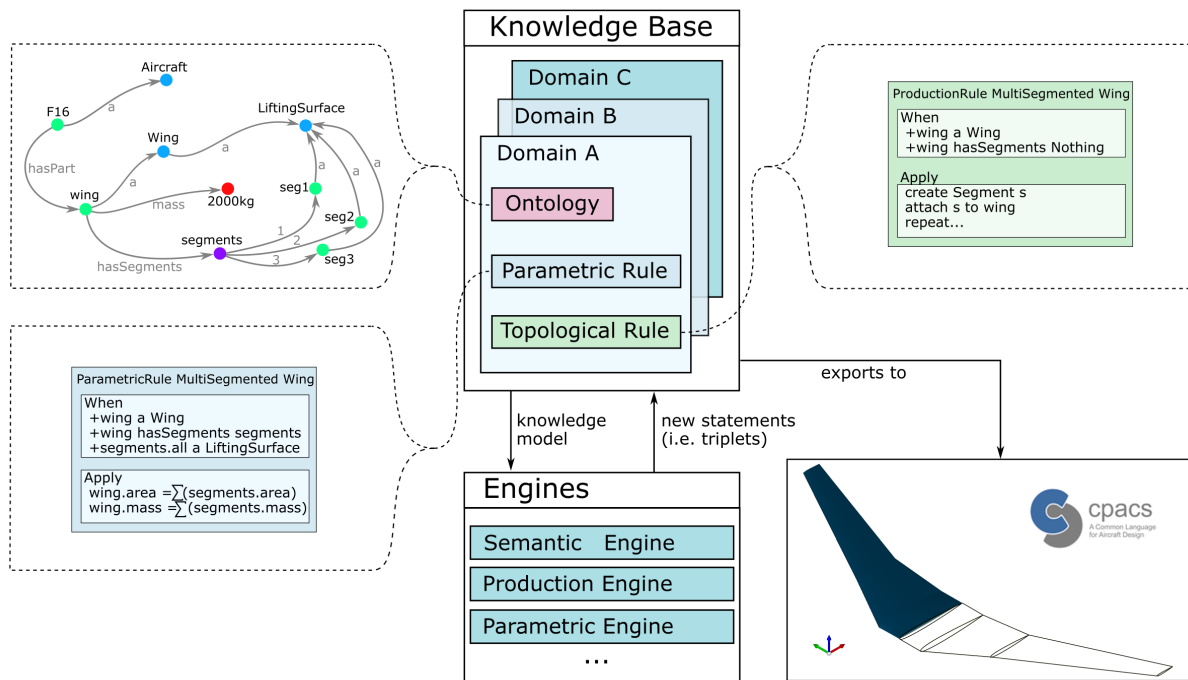 Knowledge Base
Domain C
Domain B
Domain A
Ontology
Parametric Rule
Topological Rule
Aircraft
F16
a
LiftingSurface
Wing
a
a
hasPart
wing
a
mass
2000kg
seg1
a
a
seg2
segments
1
2
3
seg3
hasSegments
a
ProductionRule MultiSegmented Wing
When
+wing a Wing
+wing hasSegments Nothing
Apply
create Segment s
attach s to wing
repeat...
ParametricRule MultiSegmented Wing
When
+wing a Wing
+wing hasSegments segments
+segments.all a LiftingSurface
Apply
wing.area =∑(segments.area)
wing.mass =∑(segments.mass)
knowledge
model
new statements
(i.e. triplets)
exports to
Engines
Semantic Engine
Production Engine
Parametric Engine
...
cpacs
A Common Language
for Aircraft Design